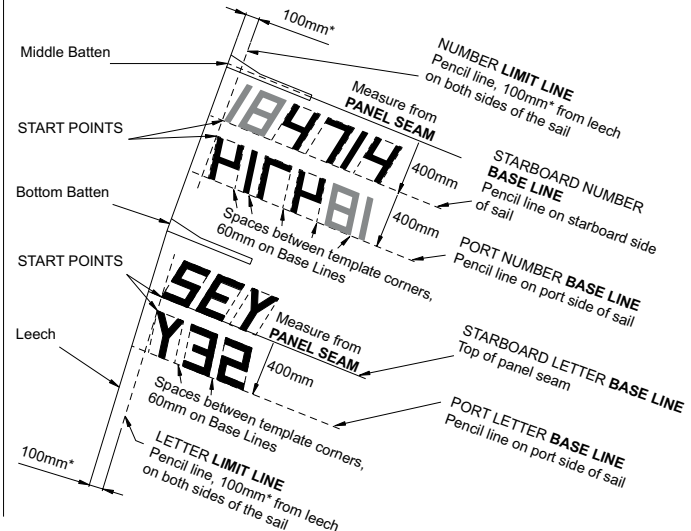 100mm*
Middle Batten
NUMBER LIMIT LINE
Pencil line, 100mm* from leech
on both sides of the sail
Measure from
PANEL SEAM
184714
START POINTS
400mm
STARBOARD NUMBER
BASE LINE
Pencil line on starboard side
of sail
400mm
Bottom Batten
Spaces between template corners,
60mm on Base Lines
PORT NUMBER BASE LINE
Pencil line on port side of sail
START POINTS
SEY
Measure from
PANEL SEAM
STARBOARD LETTER BASE LINE
Top of panel seam
Leech
Y32
400mm
Spaces between template corners,
60mm on Base Lines
PORT LETTER BASE LINE
Pencil line on port side of sail
LETTER LIMIT LINE
Pencil line, 100mm* from leech
on both sides of the sail
100mm*